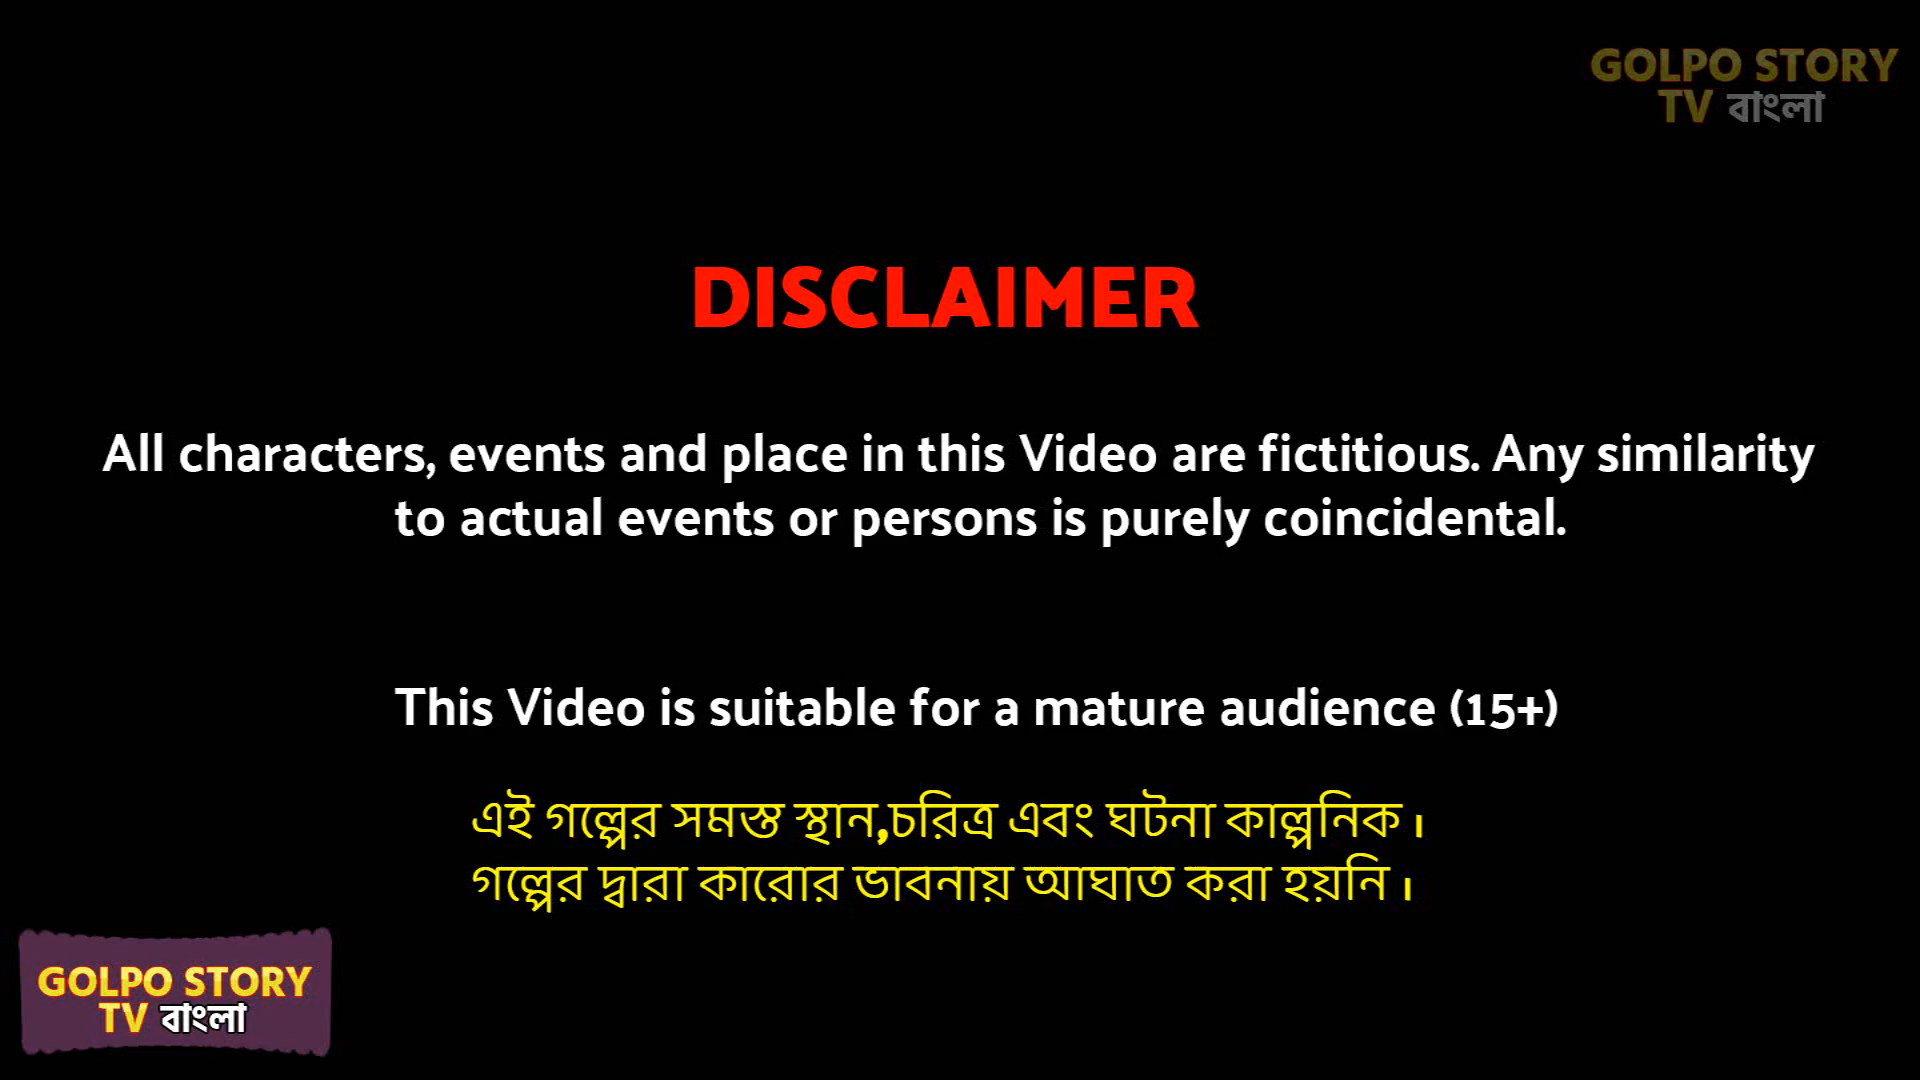 GOLPO STORY
TV বাংলা
DISCLAIMER
All characters, events and place in this Video are fictitious. Any similarity
to actual events or persons is purely coincidental.
This Video is suitable for a mature audience (15+)
এই গল্পের সমস্ত স্থান,চরিত্র এবং ঘটনা কাল্পনিক।
গল্পের দ্বারা কারোর ভাবনায় আঘাত করা হয়নি।
GOLPO STORY
TV বাংলা